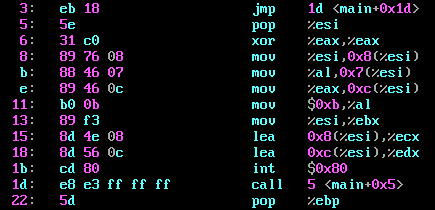 3: eb 18 jmp 1d <main+0x1d>
5: 5e pop %esi
6: 31 c0 xor %eax,%eax
8: 89 76 08 mov %esi,0x8(%esi)
b: 88 46 07 mov %al,0x7(%esi)
e: 89 46 0c mov %eax,0xc(%esi)
11: b0 0b mov $0xb,%al
13: 89 f3 mov %esi,%ebx
15: 8d 4e 08 lea 0x8(%esi),%ecx
18: 8d 56 0c lea 0xc(%esi),%edx
1b: cd 80 int $0x80
1d: e8 e3 ff ff ff call 5 <main+0x5>
22: 5d pop %ebp